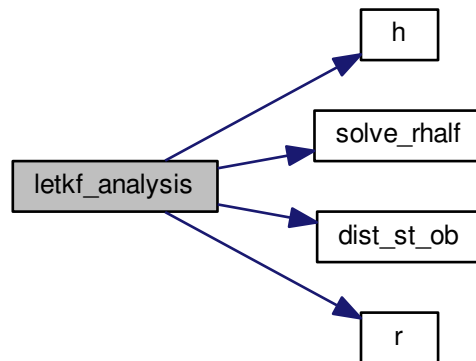 h
solve_rhalf
letkf_analysis
dist_st_ob
r